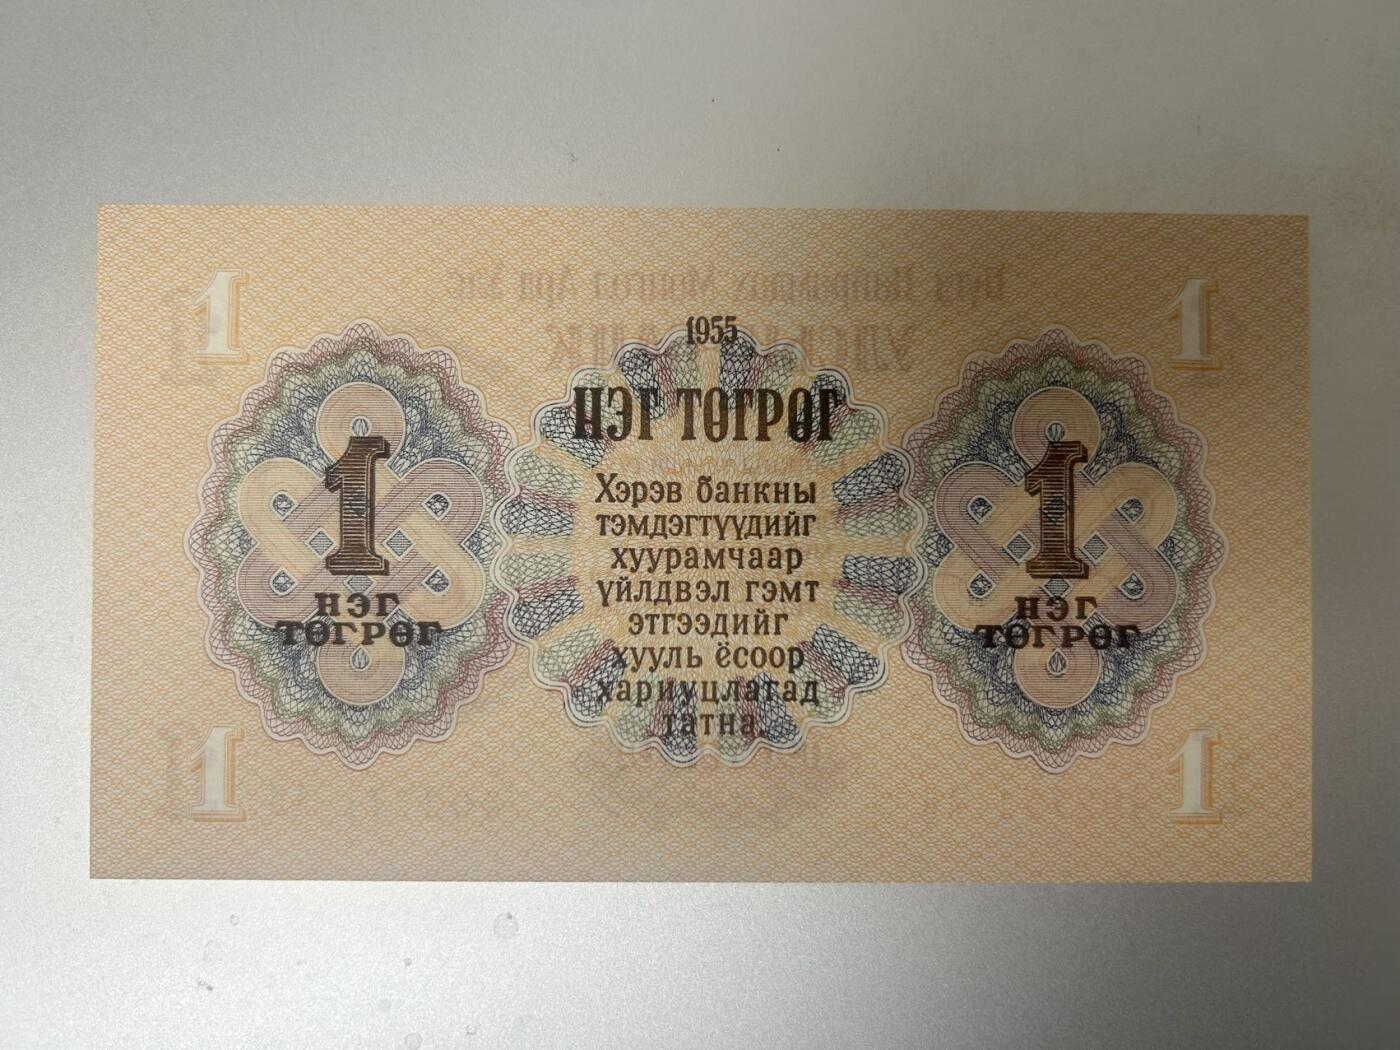 1 1
1955
НЭГ ТӨГРӨГ
1 1
Хэрэв банкны
тэмдэгтүүдийг
хуурамчаар
үйлдвэл гэмт
этгээдийг
хууль ёсоор
хариуцлагад
татна.
НЭГ
ТӨГРӨГ
НЭГ
ТӨГРӨГ
1 1